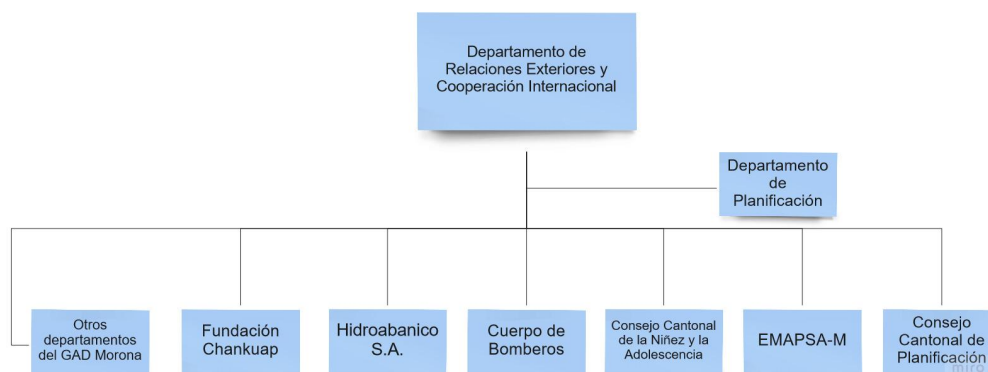 Departamento de
Relaciones Exteriores y
Cooperación Internacional
Departamento
de
Planificación
Otros
departamentos
del GAD Morona
Fundación
Chankuap
Hidroabanico
S.A.
Cuerpo de
Bomberos
Consejo Cantonal
de la Niñez y la
Adolescencia
EMAPSA-M
Consejo
Cantonal de
Planificación
miro